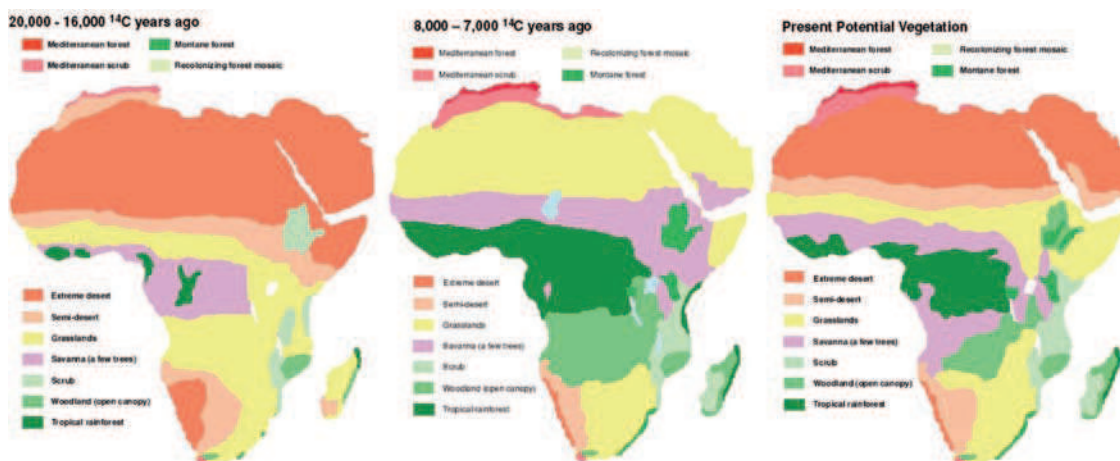 20,000 - 16,000 ¹⁴C years ago
Mediterranean forest
Montane forest
Mediterranean scrub
Recolonizing forest mosaic
Extreme desert
Semi-desert
Grasslands
Savanna (a few trees)
Scrub
Woodland (open canopy)
Tropical rainforest
8,000 – 7,000 ¹⁴C years ago
Mediterranean forest
Recolonizing forest mosaic
Mediterranean scrub
Montane forest
Extreme desert
Semi-desert
Grasslands
Savanna (a few trees)
Scrub
Woodland (open canopy)
Tropical rainforest
Present Potential Vegetation
Mediterranean forest
Recolonizing forest mosaic
Mediterranean scrub
Montane forest
Extreme desert
Semi-desert
Grasslands
Savanna (a few trees)
Scrub
Woodland (open canopy)
Tropical rainforest